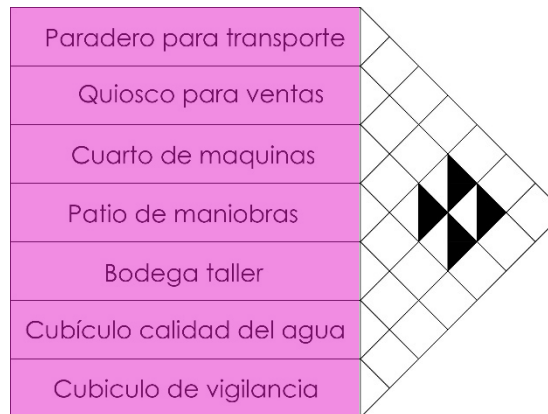 Paradero para transporte
Quiosco para ventas
Cuarto de maquinas
Patio de maniobras
Bodega taller
Cubículo calidad del agua
Cubiculo de vigilancia